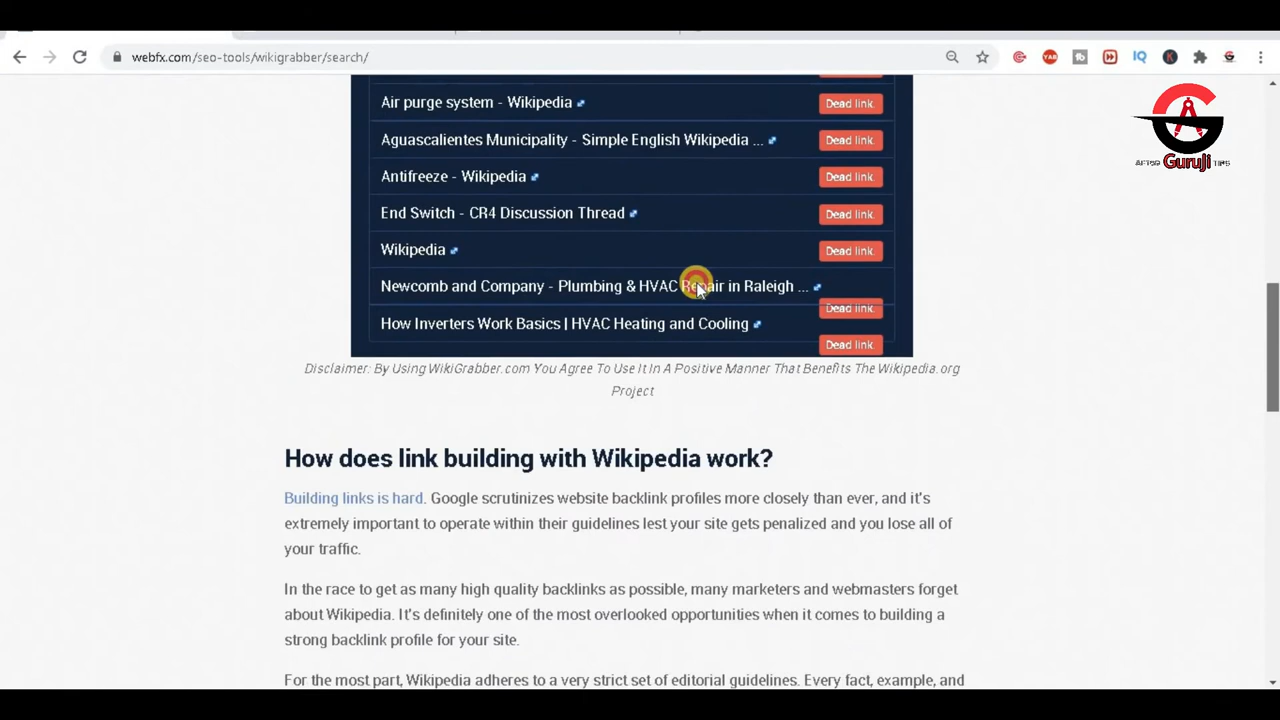 webfx.com/seo-tools/wikigrabber/search/
YAB
IQ
K
Air purge system - Wikipedia
Dead link.
Aguascalientes Municipality - Simple English Wikipedia ...
Dead link.
Antifreeze - Wikipedia
Dead link.
End Switch - CR4 Discussion Thread
Dead link.
Wikipedia
Dead link.
Newcomb and Company - Plumbing & HVAC Repair in Raleigh ...
Dead link.
How Inverters Work Basics | HVAC Heating and Cooling
Dead link.
Disclaimer: By Using WikiGrabber.com You Agree To Use It In A Positive Manner That Benefits The Wikipedia.org
Project
How does link building with Wikipedia work?
Building links is hard. Google scrutinizes website backlink profiles more closely than ever, and it's
extremely important to operate within their guidelines lest your site gets penalized and you lose all of
your traffic.
In the race to get as many high quality backlinks as possible, many marketers and webmasters forget
about Wikipedia. It's definitely one of the most overlooked opportunities when it comes to building a
strong backlink profile for your site.
For the most part, Wikipedia adheres to a very strict set of editorial guidelines. Every fact, example, and
GuruJi TIPS